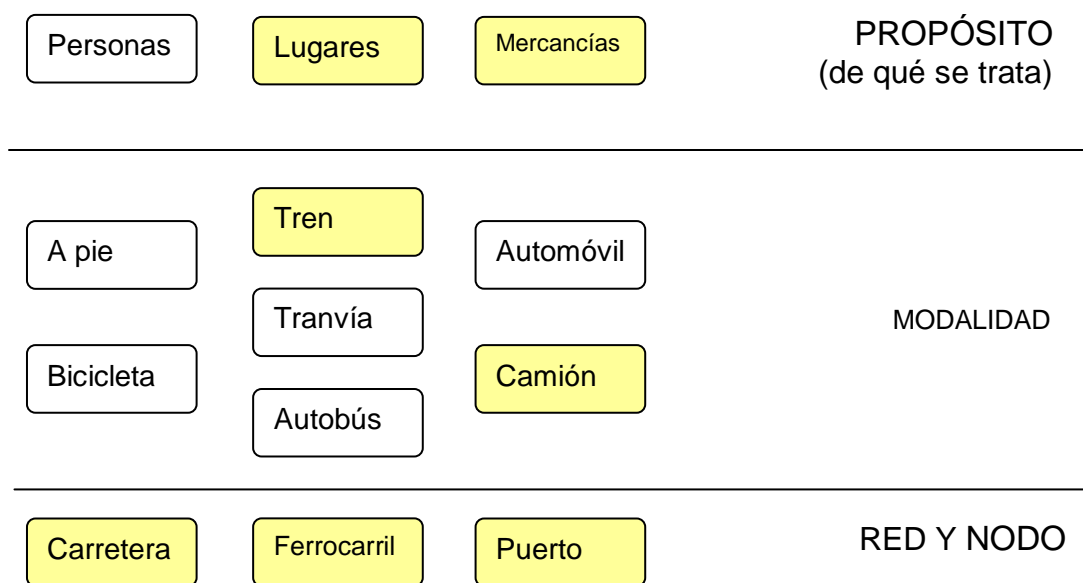 Personas
Lugares
Mercancías
PROPÓSITO
(de qué se trata)
Tren
A pie
Automóvil
Tranvía
MODALIDAD
Bicicleta
Camión
Autobús
Carretera
Ferrocarril
Puerto
RED Y NODO